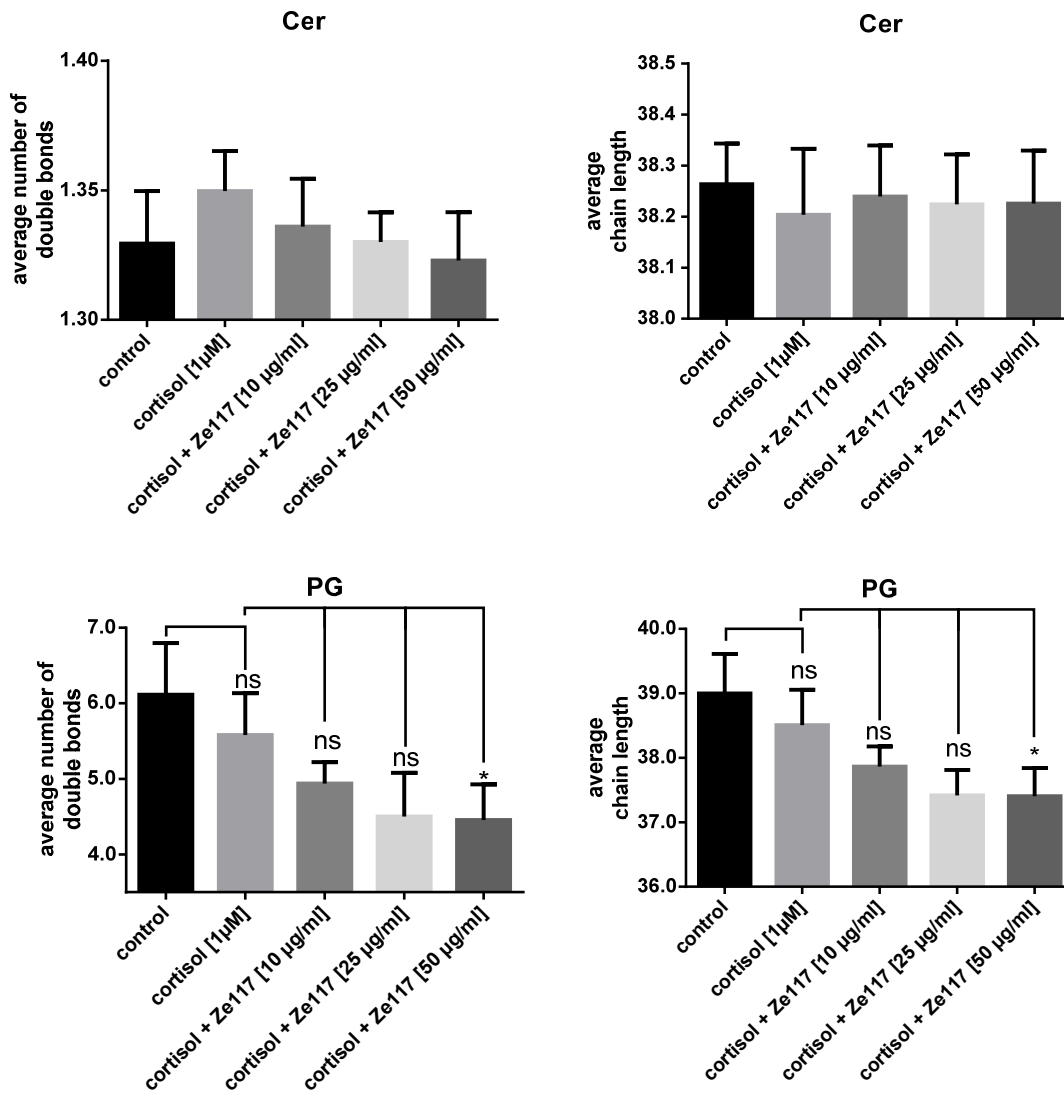 Cer
average number of
double bonds
1.40
1.35
1.30
control
cortisol [1µM]
cortisol + Ze117 [10 µg/ml]
cortisol + Ze117 [25 µg/ml]
cortisol + Ze117 [50 µg/ml]
Cer
average
chain length
38.5
38.4
38.3
38.2
38.1
38.0
control
cortisol [1µM]
cortisol + Ze117 [10 µg/ml]
cortisol + Ze117 [25 µg/ml]
cortisol + Ze117 [50 µg/ml]
PG
average number of
double bonds
7.0
6.0
5.0
4.0
ns
ns
ns
*
control
cortisol [1µM]
cortisol + Ze117 [10 µg/ml]
cortisol + Ze117 [25 µg/ml]
cortisol + Ze117 [50 µg/ml]
PG
average
chain length
40.0
39.0
38.0
37.0
36.0
ns
ns
ns
*
control
cortisol [1µM]
cortisol + Ze117 [10 µg/ml]
cortisol + Ze117 [25 µg/ml]
cortisol + Ze117 [50 µg/ml]